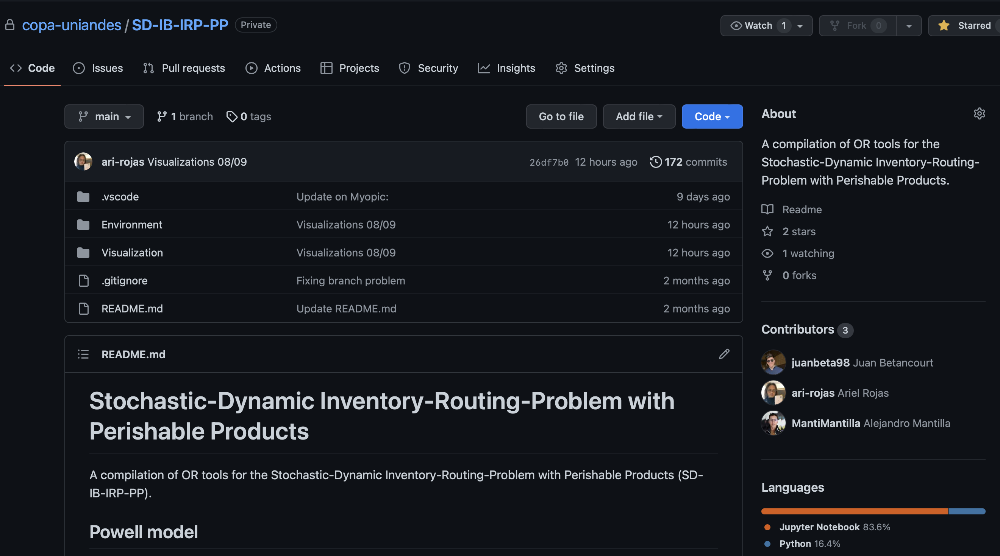 copa-uniandes / SD-IB-IRP-PP Private
Watch 1
Fork 0
Starred
Code
Issues
Pull requests
Actions
Projects
Security
Insights
Settings
main
1 branch
0 tags
Go to file
Add file
Code
ari-rojas Visualizations 08/09 26df7b0 12 hours ago 172 commits
.vscode Update on Myopic: 9 days ago
Environment Visualizations 08/09 12 hours ago
Visualization Visualizations 08/09 12 hours ago
.gitignore Fixing branch problem 2 months ago
README.md Update README.md 2 months ago
README.md
Stochastic-Dynamic Inventory-Routing-Problem with
Perishable Products
A compilation of OR tools for the Stochastic-Dynamic Inventory-Routing-Problem with Perishable Products (SD-
IB-IRP-PP).
Powell model
About
A compilation of OR tools for the
Stochastic-Dynamic Inventory-Routing-
Problem with Perishable Products.
Readme
2 stars
1 watching
0 forks
Contributors 3
juanbeta98 Juan Betancourt
ari-rojas Ariel Rojas
MantiMantilla Alejandro Mantilla
Languages
Jupyter Notebook 83.6%
Python 16.4%